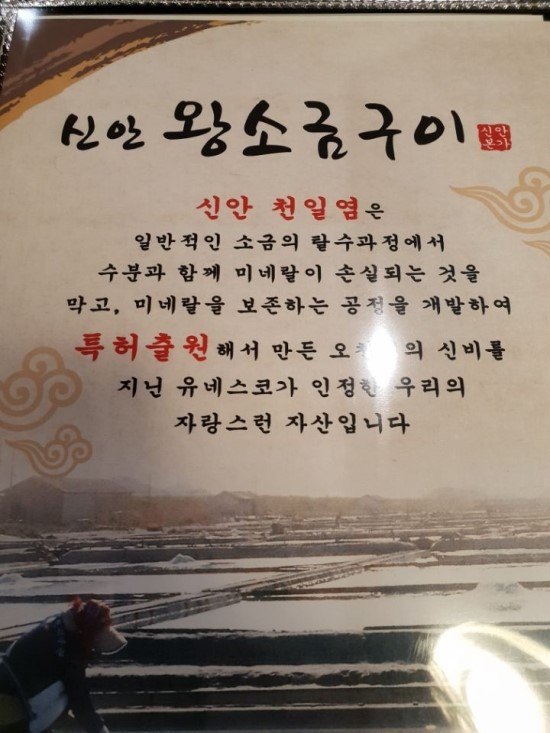 신안 왕소금구이
신안
본가
신안 천일염은
일반적인 소금의 탈수과정에서
수분과 함께 미네랄이 손실되는 것을
막고, 미네랄을 보존하는 공정을 개발하여
특허출원해서 만든 신비를
지닌 유네스코가 인정한 우리의
자랑스런 자산입니다